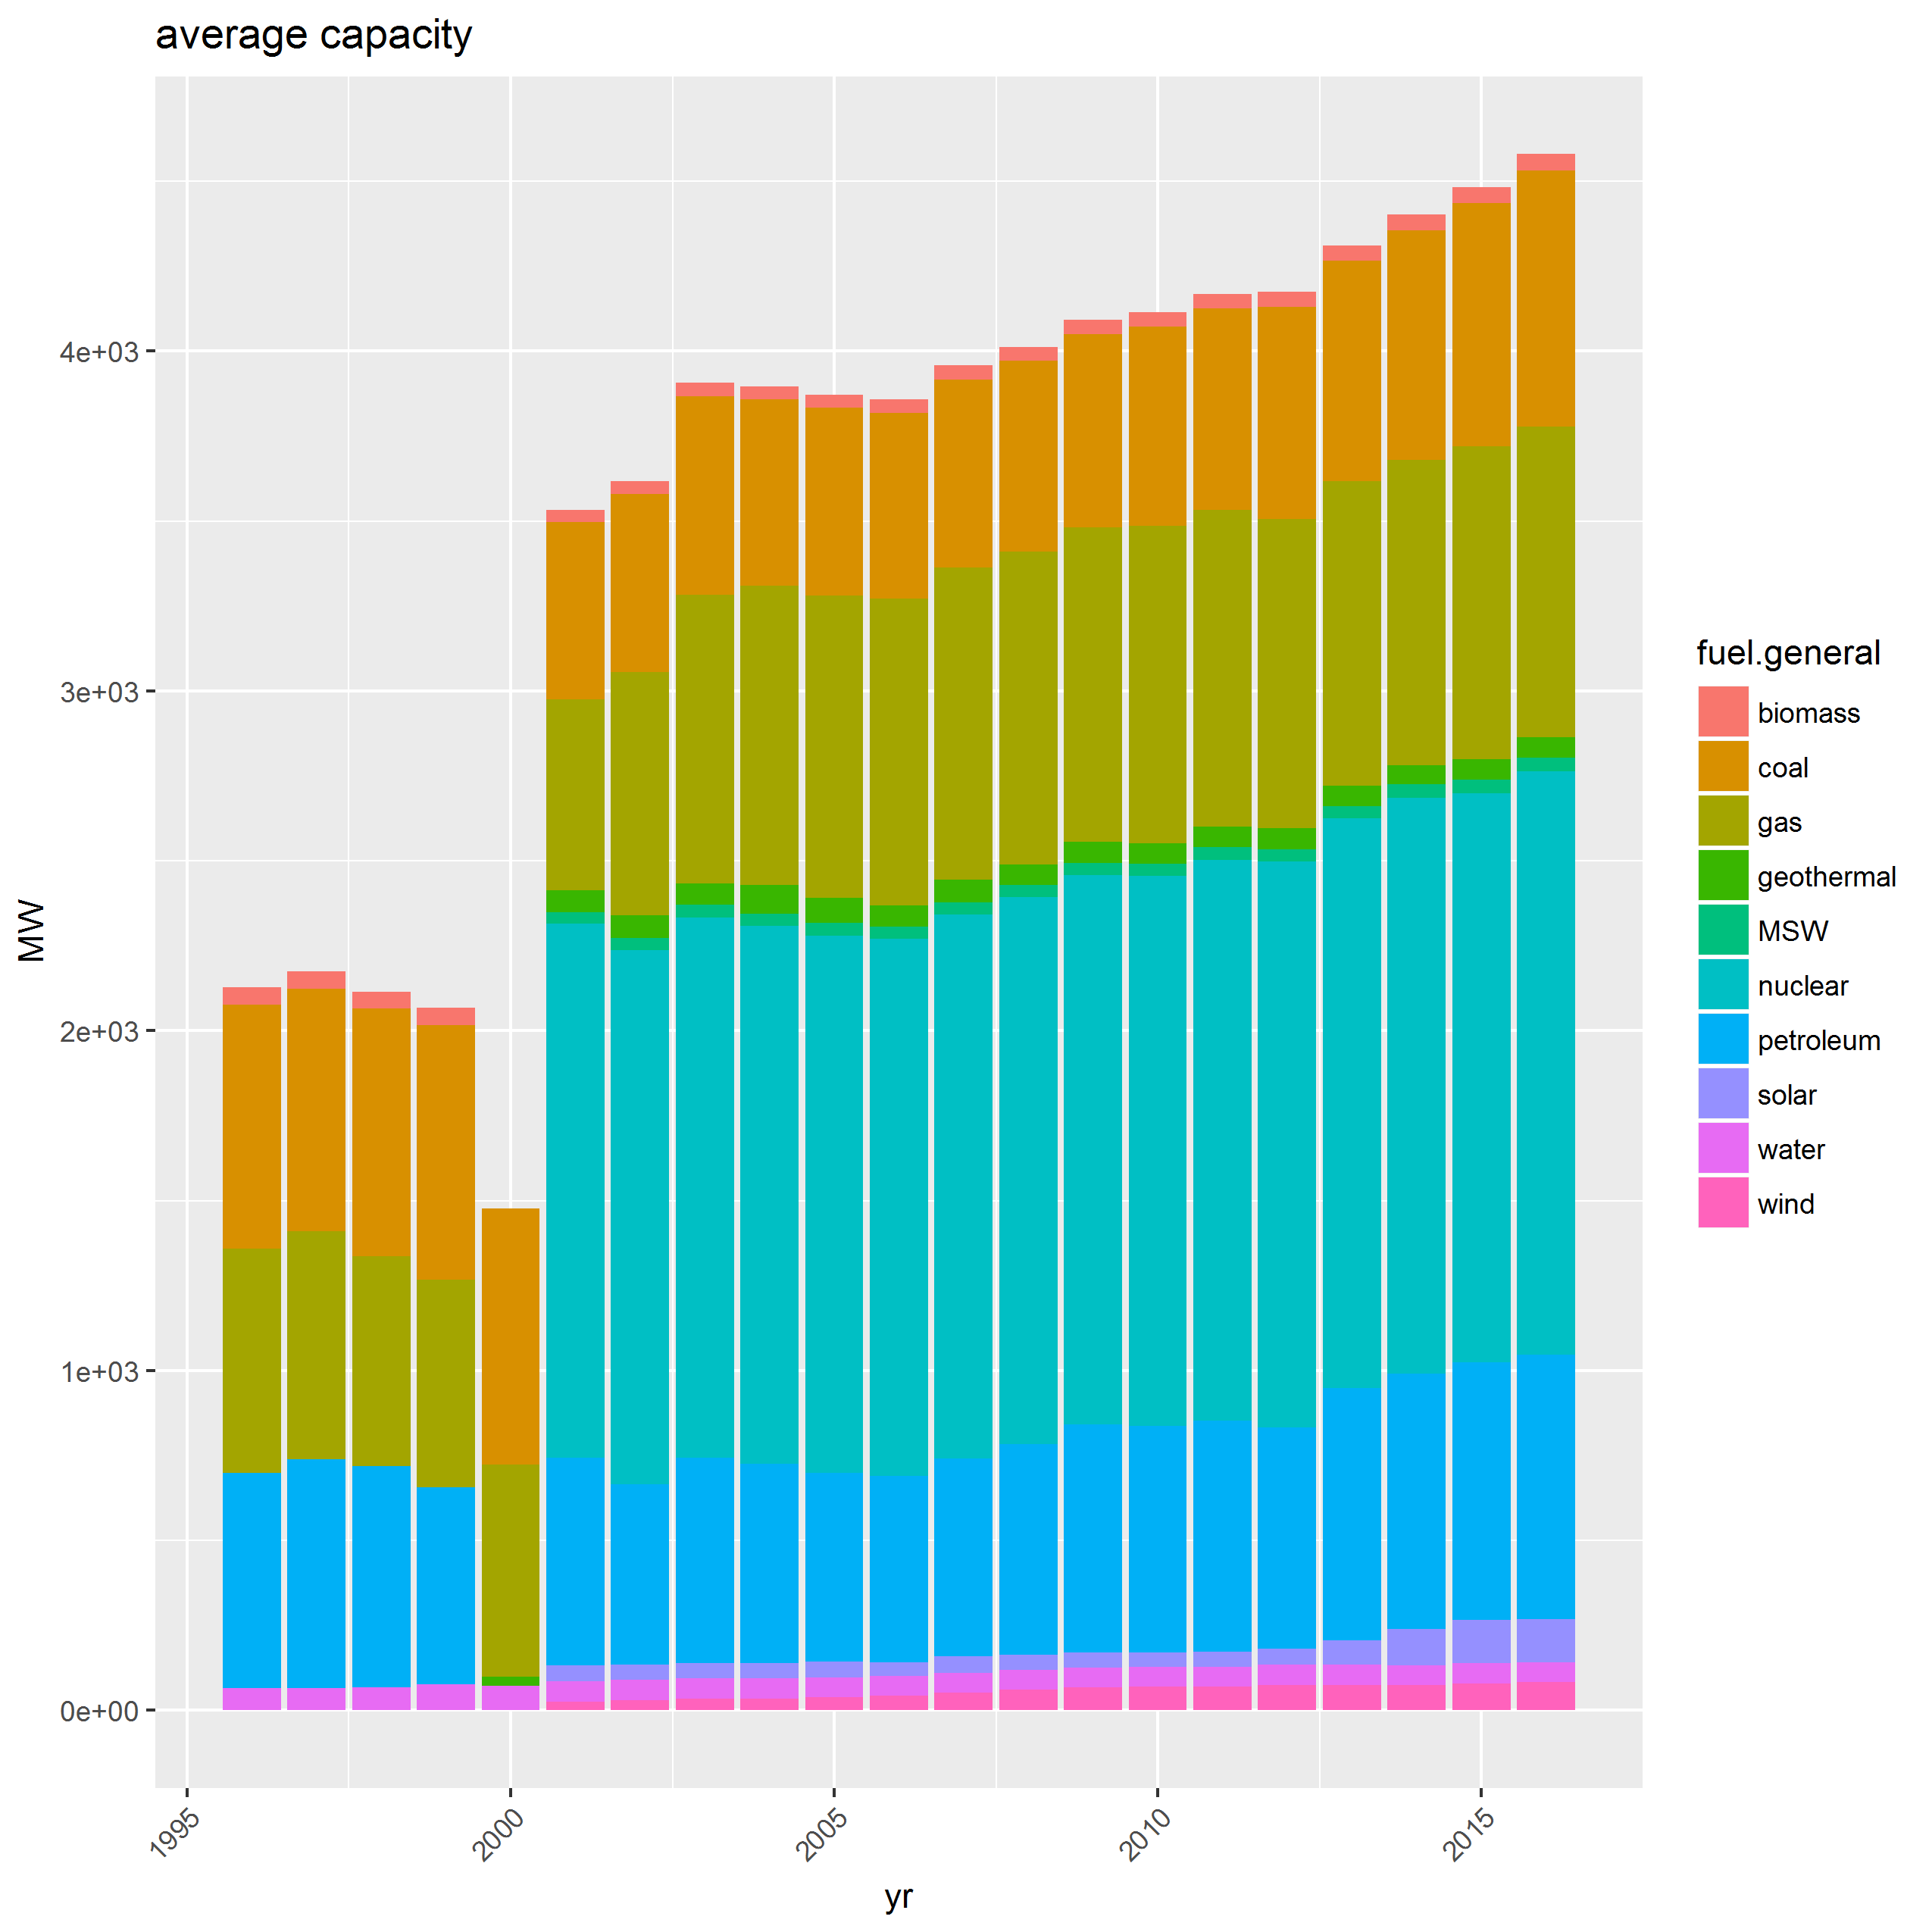 average capacity
MW
4e+03
3e+03
2e+03
1e+03
0e+00
1995
2000
2005
2010
2015
yr
fuel.general
biomass
coal
gas
geothermal
MSW
nuclear
petroleum
solar
water
wind